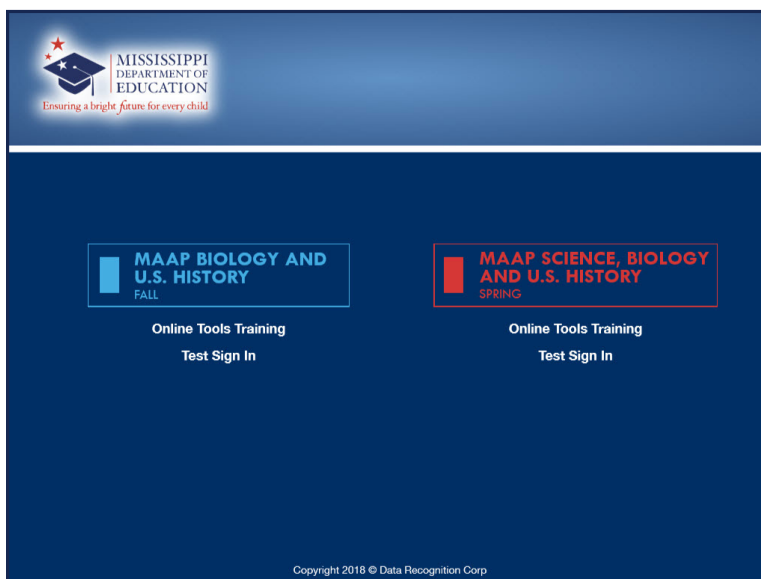 MISSISSIPPI
DEPARTMENT OF
EDUCATION
Ensuring a bright future for every child
MAAP BIOLOGY AND
U.S. HISTORY
FALL
Online Tools Training
Test Sign In
MAAP SCIENCE, BIOLOGY
AND U.S. HISTORY
SPRING
Online Tools Training
Test Sign In
Copyright 2018 © Data Recognition Corp